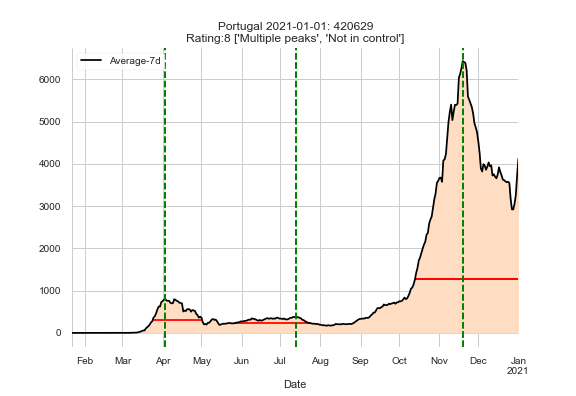 Portugal 2021-01-01: 420629
Rating:8 ['Multiple peaks', 'Not in control']
Average-7d
6000
5000
4000
3000
2000
1000
0
Feb Mar Apr May Jun Jul Aug Sep Oct Nov Dec Jan
2021
Date